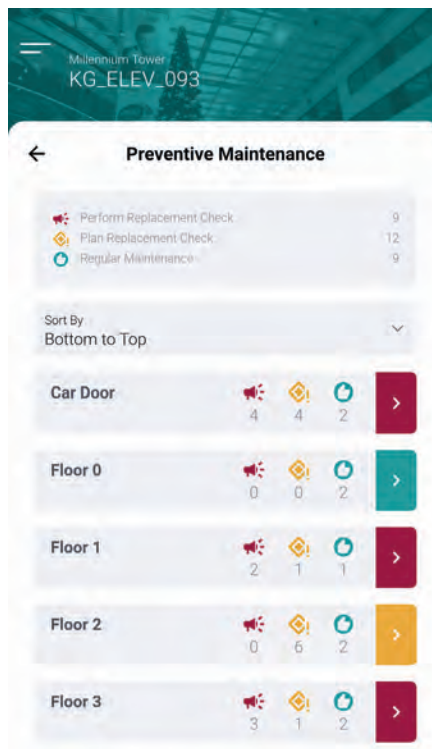 Millennium Tower
KG_ELEV_093
Preventive Maintenance
Perform Replacement Check 9
Plan Replacement Check 12
Regular Maintenance 9
Sort By
Bottom to Top
Car Door
4 4 2
Floor 0
0 0 2
Floor 1
2 1 1
Floor 2
0 6 2
Floor 3
3 1 2